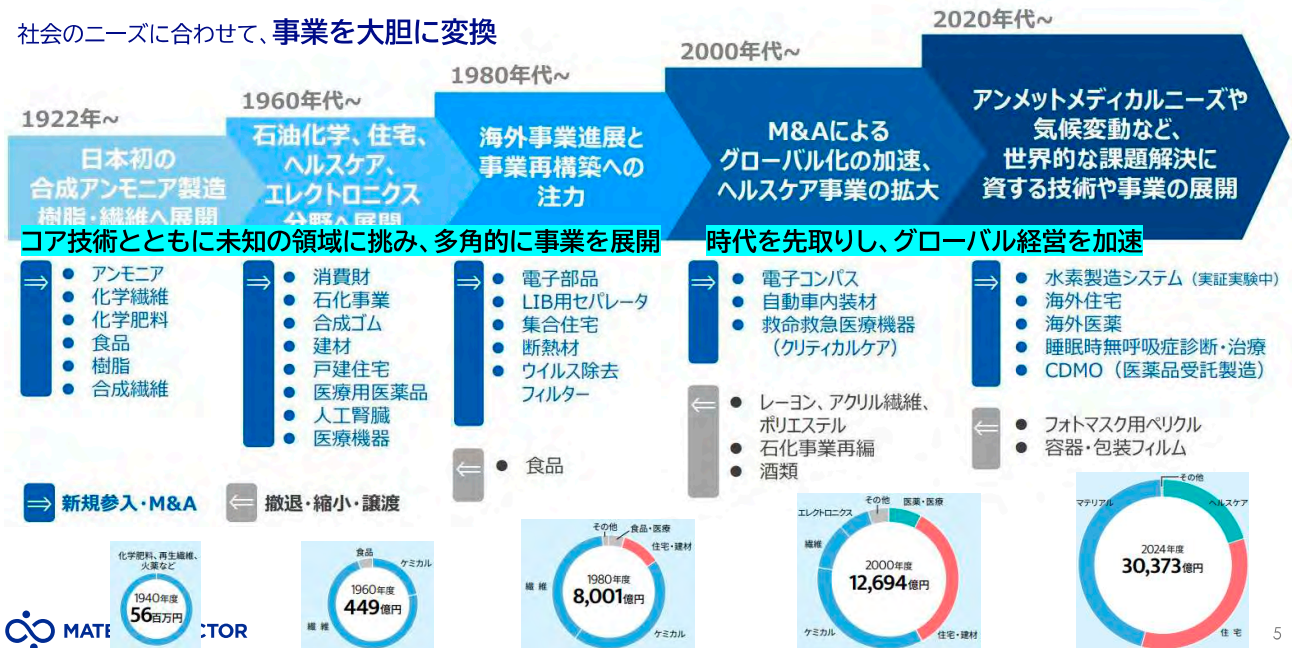 社会のニーズに合わせて、事業を大胆に変換
1922年~
日本初の
合成アンモニア製造
樹脂・繊維へ展開
1960年代~
石油化学、住宅、
ヘルスケア、
エレクトロニクス
分野へ展開
1980年代~
海外事業進展と
事業再構築への
注力
2000年代~
M&Aによる
グローバル化の加速、
ヘルスケア事業の拡大
2020年代~
アンメットメディカルニーズや
気候変動など、
世界的な課題解決に
資する技術や事業の展開
コア技術とともに未知の領域に挑み、多角的に事業を展開
時代を先取りし、グローバル経営を加速
⇒
● アンモニア
● 化学繊維
● 化学肥料
● 食品
● 樹脂
● 合成繊維
⇒
● 消費財
● 石化事業
● 合成ゴム
● 建材
● 戸建住宅
● 医療用医薬品
● 人工腎臓
● 医療機器
⇒
● 電子部品
● LIB用セパレータ
● 集合住宅
● 断熱材
● ウイルス除去
フィルター
⇐
● 食品
⇒
● 電子コンパス
● 自動車内装材
● 救命救急医療機器
（クリティカルケア）
⇐
● レーヨン、アクリル繊維、
ポリエステル
● 石化事業再編
● 酒類
⇒
● 水素製造システム（実証実験中）
● 海外住宅
● 海外医薬
● 睡眠時無呼吸症診断・治療
● CDMO（医薬品受託製造）
⇐
● フォトマスク用ペリクル
● 容器・包装フィルム
⇒ 新規参入・M&A
⇐ 撤退・縮小・譲渡
化学肥料、再生繊維、
火薬など
1940年度
56百万円
食品
ケミカル
1960年度
449億円
繊維
その他
食品・医療
住宅・建材
1980年度
8,001億円
繊維
ケミカル
その他
医薬・医療
エレクトロニクス
繊維
2000年度
12,694億円
ケミカル
住宅・建材
その他
マテリアル
ヘルスケア
2024年度
30,373億円
住宅
MATE
CTOR
5